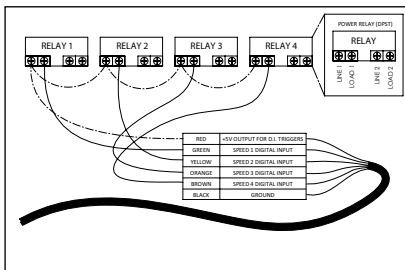 RELAY 1
RELAY 2
RELAY 3
RELAY 4
POWER RELAY (DPST)
RELAY
LINE 1
LOAD 1
LINE 2
LOAD 2
RED +5V OUTPUT FOR D.I. TRIGGERS
GREEN SPEED 1 DIGITAL INPUT
YELLOW SPEED 2 DIGITAL INPUT
ORANGE SPEED 3 DIGITAL INPUT
BROWN SPEED 4 DIGITAL INPUT
BLACK GROUND